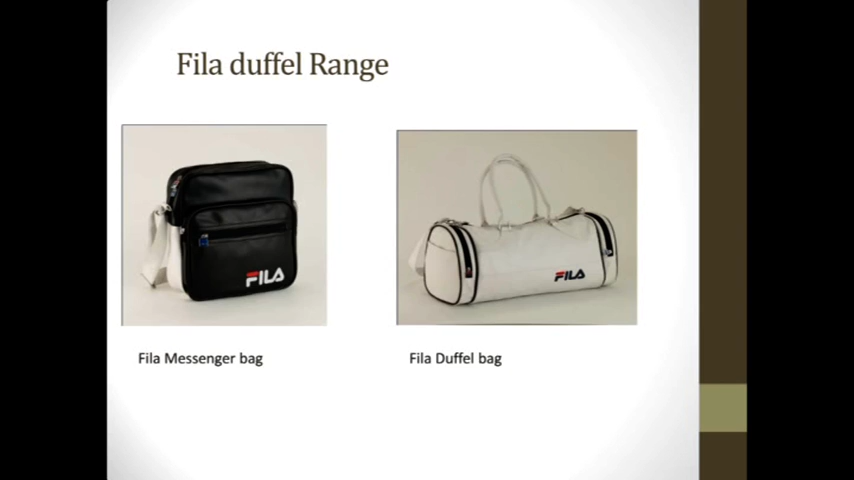 Fila duffel Range
FILA
FILA
Fila Messenger bag
Fila Duffel bag